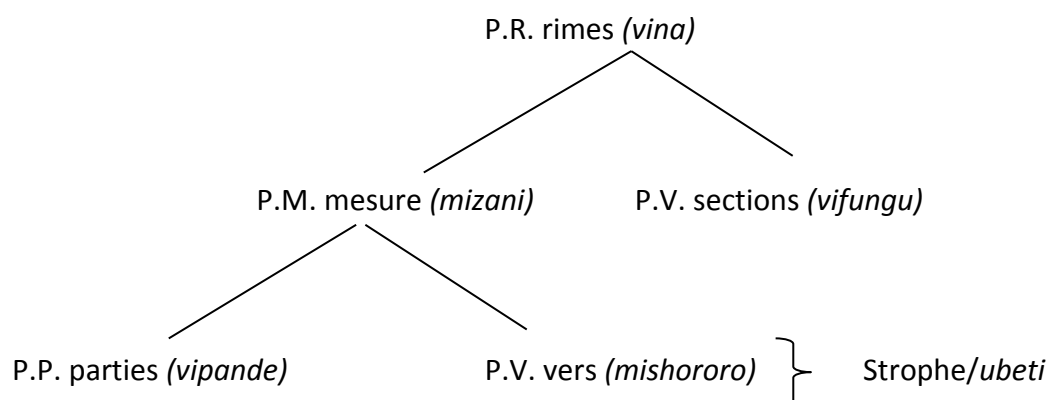 P.R. rimes (vina)
P.M. mesure (mizani) P.V. sections (vifungu)
P.P. parties (vipande) P.V. vers (mishororo) Strophe/ubeti